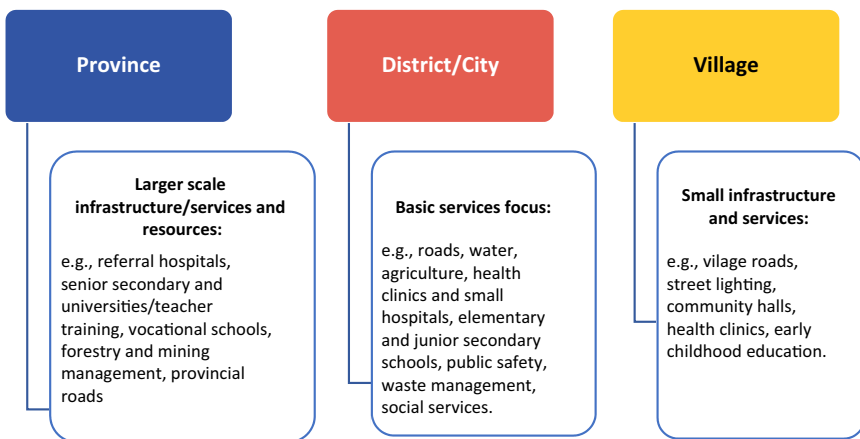 Province
Larger scale
infrastructure/services and
resources:
e.g., referral hospitals,
senior secondary and
universities/teacher
training, vocational schools,
forestry and mining
management, provincial
roads
District/City
Basic services focus:
e.g., roads, water,
agriculture, health
clinics and small
hospitals, elementary
and junior secondary
schools, public safety,
waste management,
social services.
Village
Small infrastructure
and services:
e.g., vilage roads,
street lighting,
community halls,
health clinics, early
childhood education.